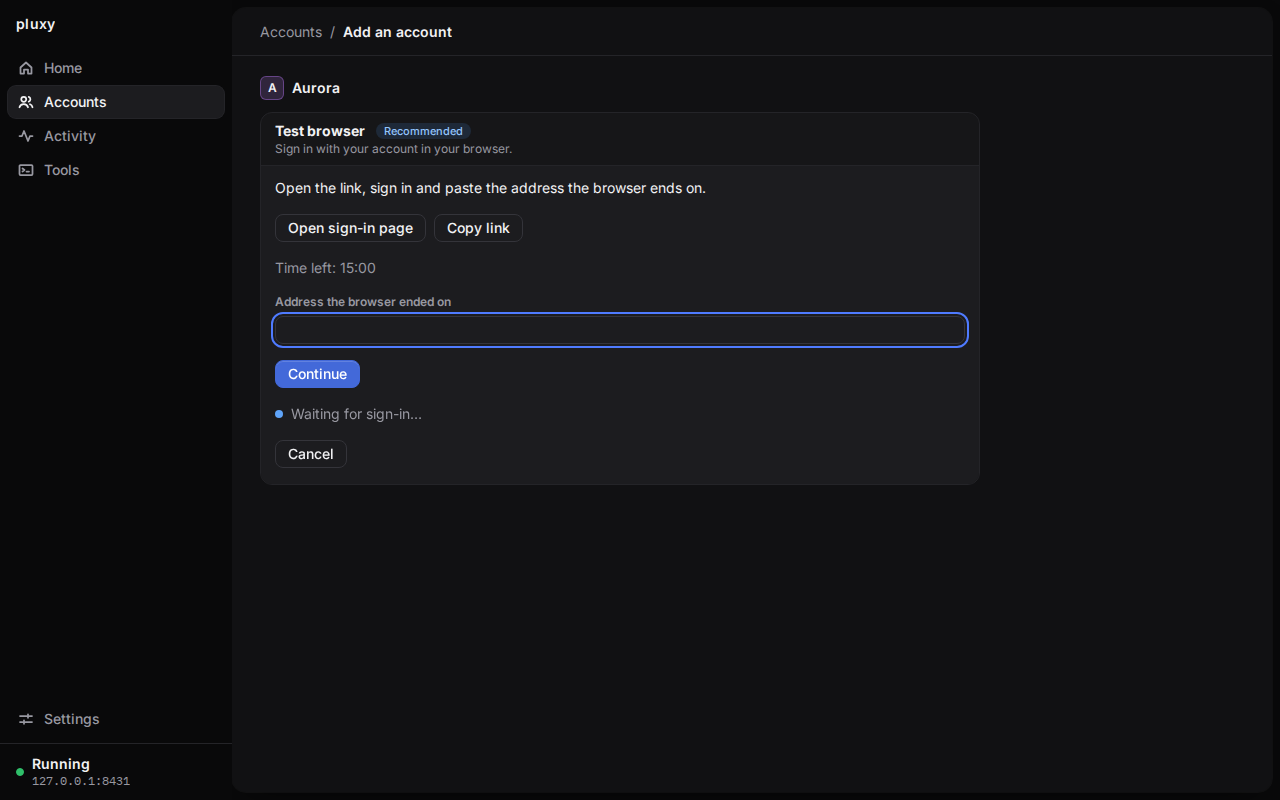 pluxy
Home
Accounts
Activity
Tools
Settings
Running
127.0.0.1:8431
Accounts / Add an account
A Aurora
Test browser Recommended
Sign in with your account in your browser.
Open the link, sign in and paste the address the browser ends on.
Open sign-in page Copy link
Time left: 15:00
Address the browser ended on
Continue
Waiting for sign-in...
Cancel